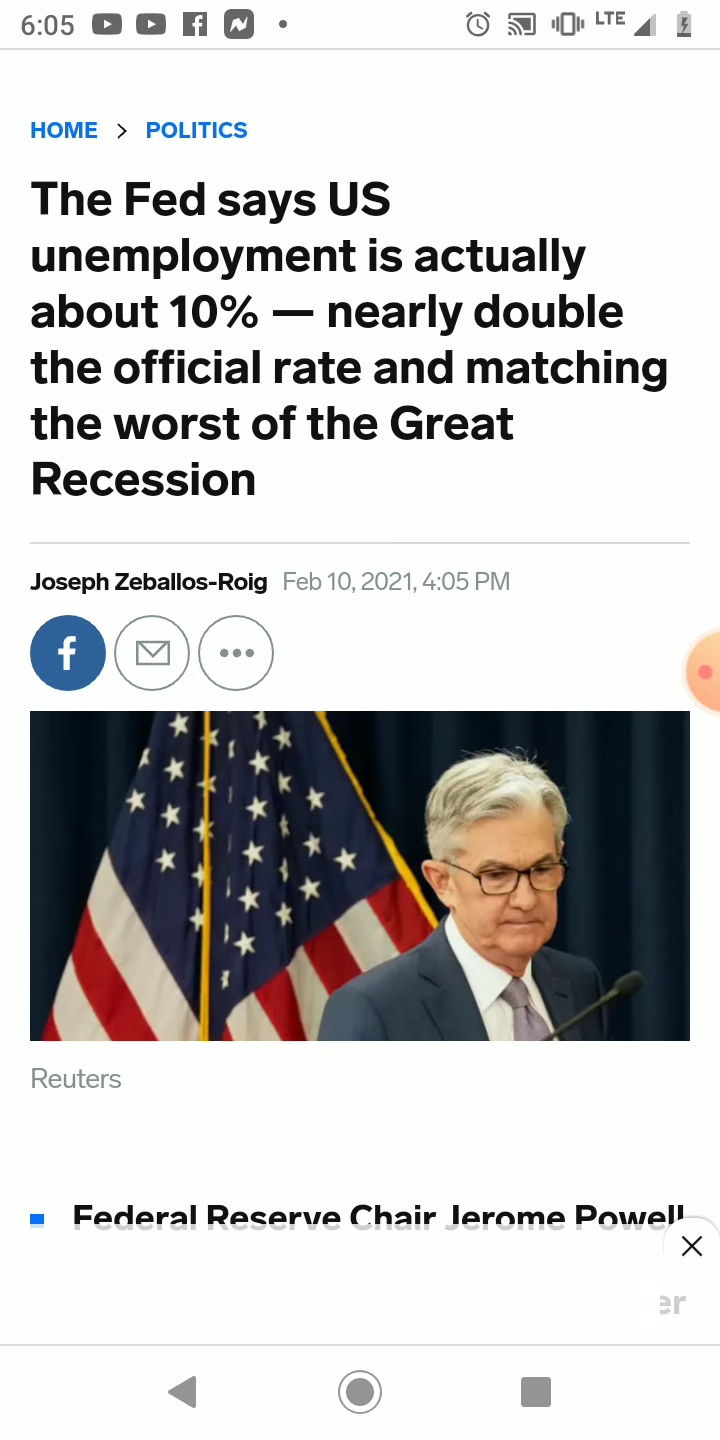 6:05
LTE
HOME > POLITICS
The Fed says US
unemployment is actually
about 10% — nearly double
the official rate and matching
the worst of the Great
Recession
Joseph Zeballos-Roig Feb 10, 2021, 4:05 PM
Reuters
Federal Reserve Chair Jerome Powell
er